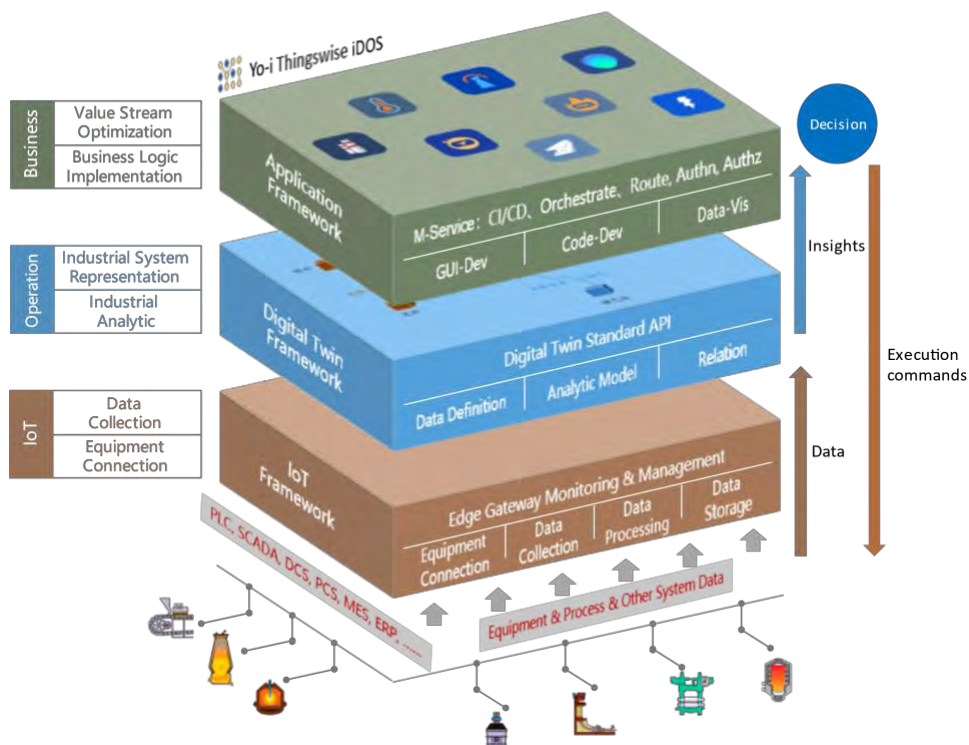 Yo-i Thingswise iDOS
Business
Value Stream
Optimization
Business Logic
Implementation
Application
Framework
M-Service：CI/CD、Orchestrate、Route, Authn, Authz
GUI-Dev
Code-Dev
Data-Vis
Decision
Insights
Operation
Industrial System
Representation
Industrial
Analytic
Digital Twin
Framework
Digital Twin Standard API
Data Definition
Analytic Model
Relation
Execution
commands
IoT
Data
Collection
Equipment
Connection
IoT
Framework
Edge Gateway Monitoring & Management
Equipment
Connection
Data
Collection
Data
Processing
Data
Storage
Data
PLC, SCADA, DCS, PCS, MES, ERP, ......
Equipment & Process & Other System Data